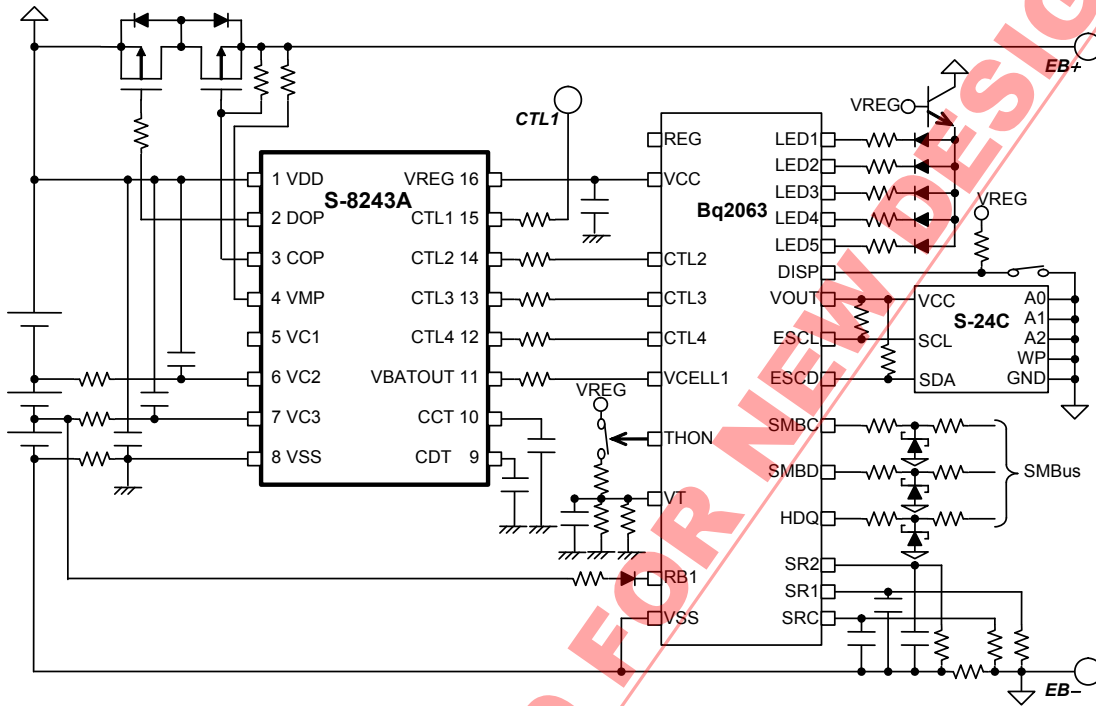 EB+
CTL1
VREG
S-8243A
1 VDD
2 DOP
3 COP
4 VMP
5 VC1
6 VC2
7 VC3
8 VSS
VREG 16
CTL1 15
CTL2 14
CTL3 13
CTL4 12
VBATOUT 11
CCT 10
CDT 9
VREG
Bq2063
REG
VCC
CTL2
CTL3
CTL4
VCELL1
THON
VT
RB1
VSS
LED1
LED2
LED3
LED4
LED5
DISP
VOUT
ESCL
ESCD
SMBC
SMBD
HDQ
SR2
SR1
SRC
VREG
S-24C
VCC
SCL
SDA
A0
A1
A2
WP
GND
SMBus
EB−
FOR NEW DESIG